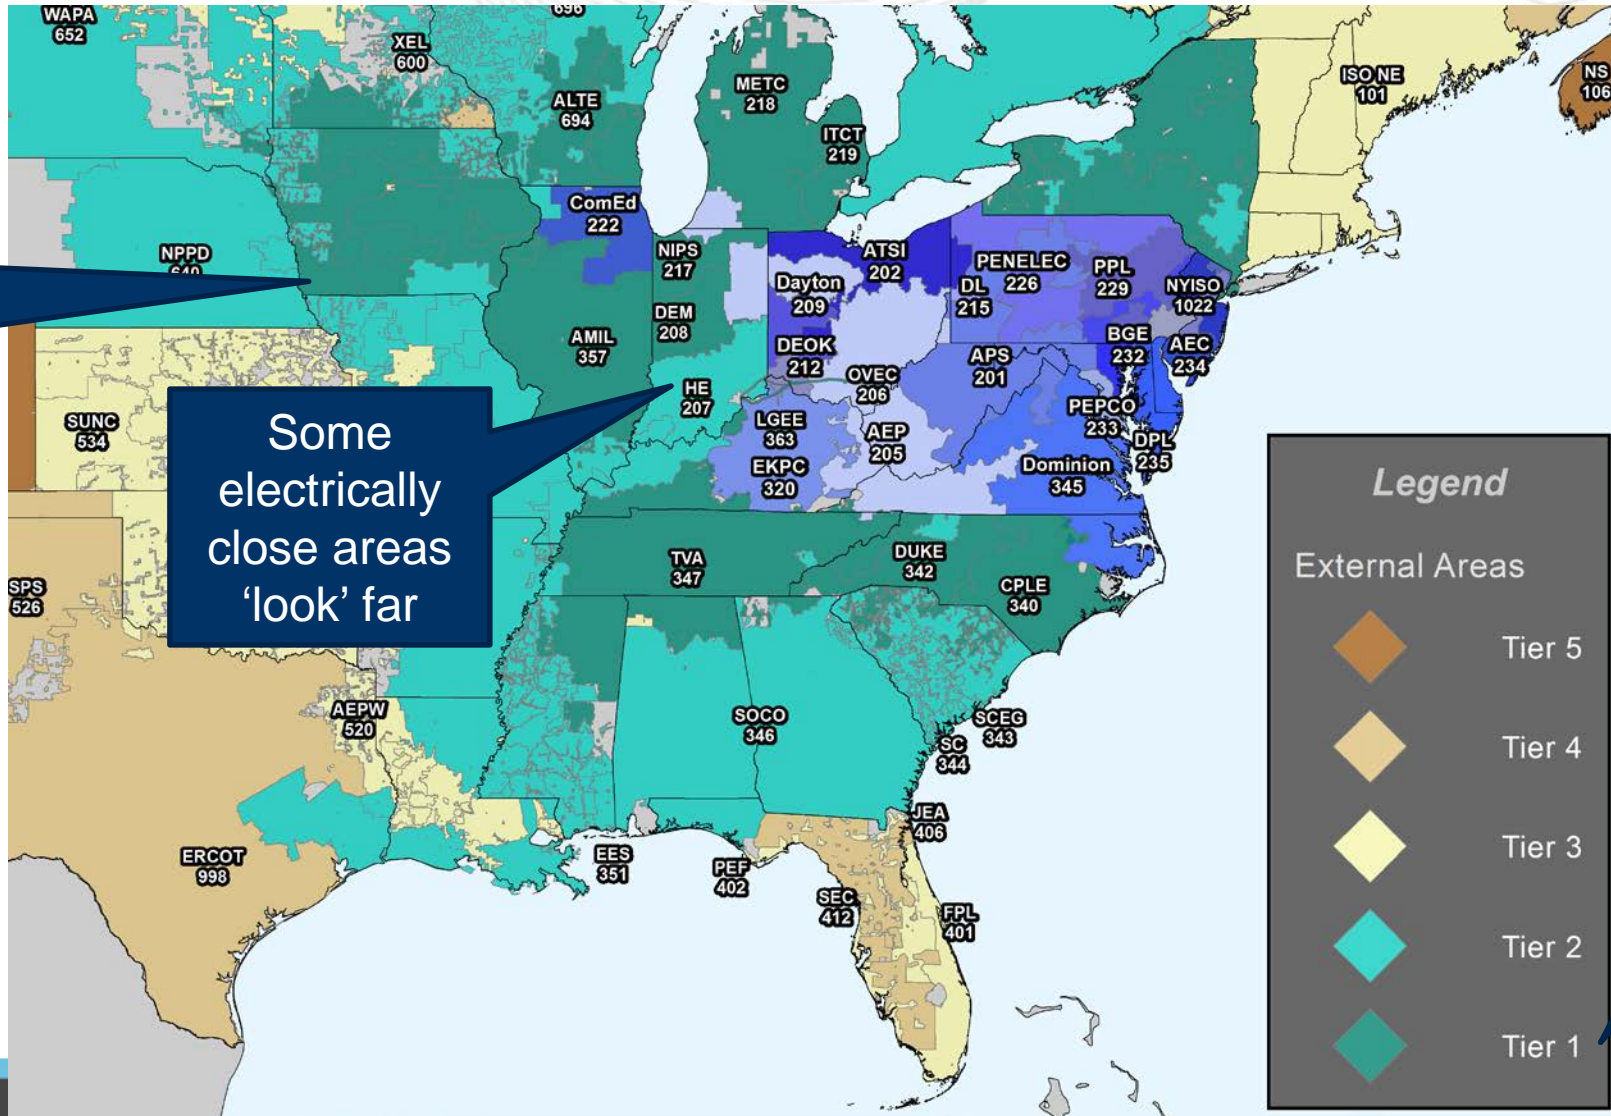 WAPA
652
XEL
600
696
ALTE
694
METC
218
ITCT
219
ISO NE
101
NS
106
ComEd
222
NPPD
640
NIPS
217
DEM
208
AMIL
357
HE
207
ATSI
202
Dayton
209
DEOK
212
DL
215
PENELEC
226
PPL
229
NYISO
1022
BGE
232
AEC
234
APS
201
OVEC
206
LGEE
363
EKPC
320
AEP
205
PEPCO
233
DPL
235
Dominion
345
SUNC
534
Some
electrically
close areas
‘look’ far
TVA
347
DUKE
342
CPLE
340
SPS
526
AEPW
520
SOCO
346
SCEG
343
SC
344
JEA
406
ERCOT
998
EES
351
PEF
402
SEC
412
FPL
401
Legend
External Areas
Tier 5
Tier 4
Tier 3
Tier 2
Tier 1